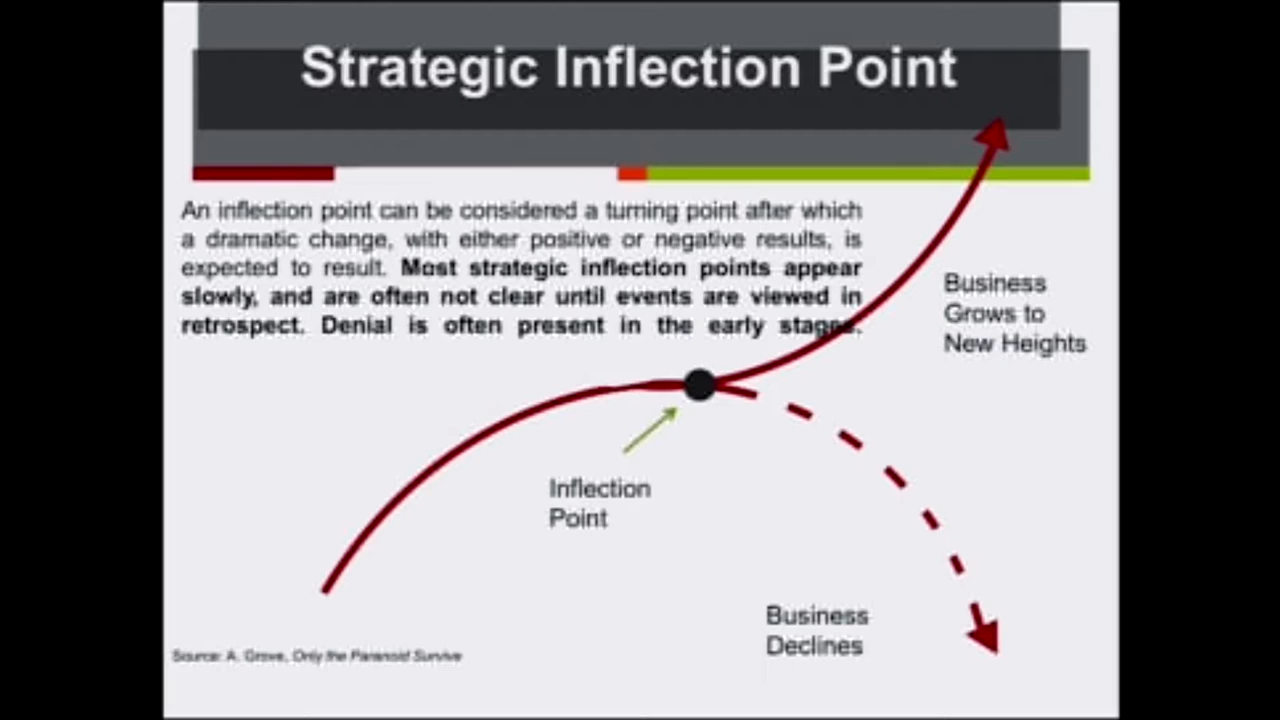 Strategic Inflection Point
An inflection point can be considered a turning point after which
a dramatic change, with either positive or negative results, is
expected to result. Most strategic inflection points appear
slowly, and are often not clear until events are viewed in
retrospect. Denial is often present in the early stages.
Business
Grows to
New Heights
Inflection
Point
Business
Declines
Source: A. Grove, Only the Paranoid Survive